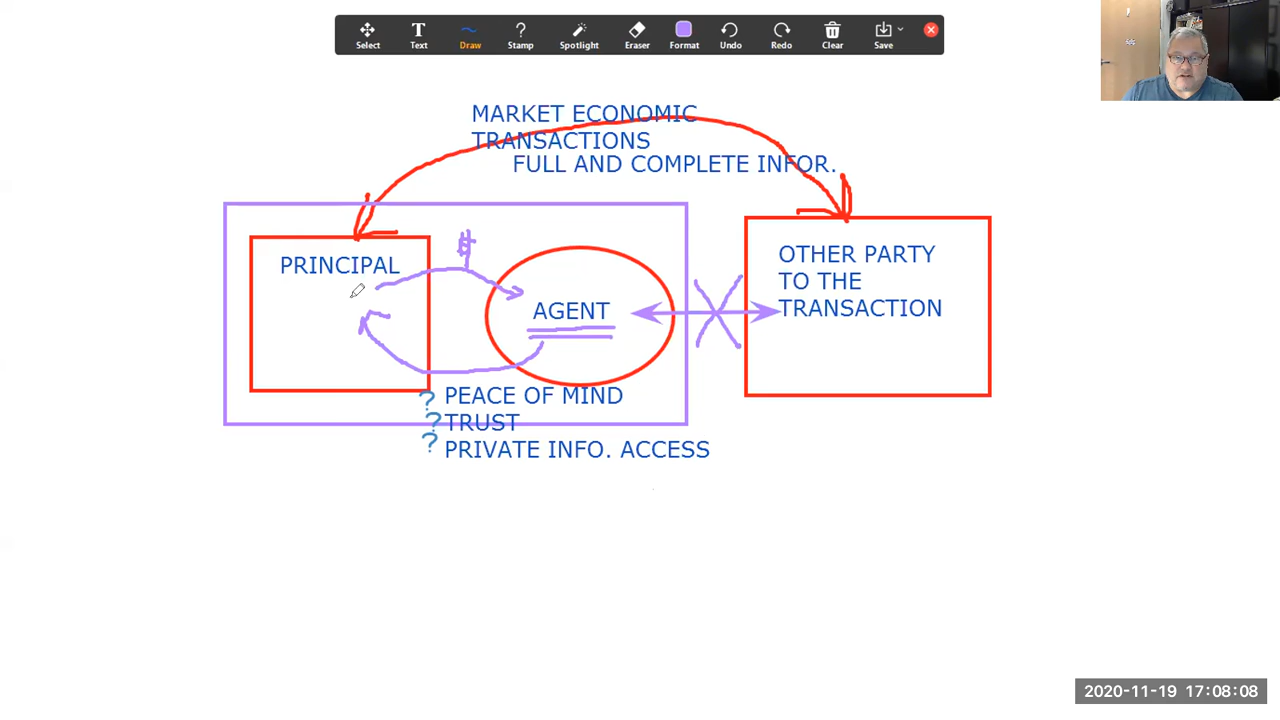 Select Text Draw Stamp Spotlight Eraser Format Undo Redo Clear Save
MARKET ECONOMIC
TRANSACTIONS
FULL AND COMPLETE INFOR.
PRINCIPAL
$
AGENT
OTHER PARTY
TO THE
TRANSACTION
? PEACE OF MIND
? TRUST
? PRIVATE INFO. ACCESS
2020-11-19 17:08:08